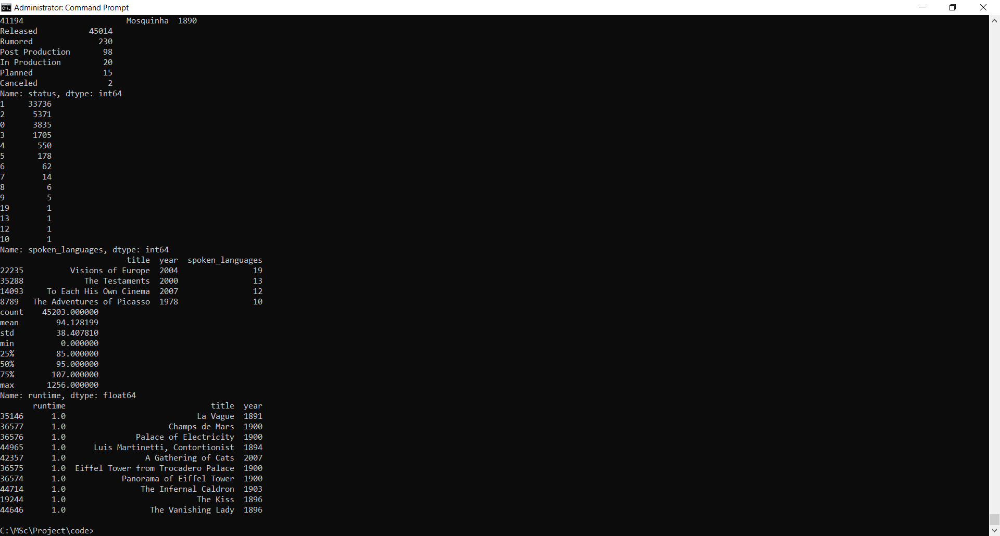 Administrator: Command Prompt
41194                      Mosquinha  1890
Released           45014
Rumored              230
Post Production       98
In Production         20
Planned               15
Canceled               2
Name: status, dtype: int64
1     33736
2      5371
0      3835
3      1705
4       550
5       178
6        62
7        14
8         6
9         5
19        1
13        1
12        1
10        1
Name: spoken_languages, dtype: int64
                           title  year  spoken_languages
22235          Visions of Europe  2004                19
35288             The Testaments  2000                13
14093     To Each His Own Cinema  2007                12
8789   The Adventures of Picasso  1978                10
count    45203.000000
mean        94.128199
std         38.407810
min          0.000000
25%         85.000000
50%         95.000000
75%        107.000000
max       1256.000000
Name: runtime, dtype: float64
       runtime                               title  year
35146      1.0                            La Vague  1891
36577      1.0                      Champs de Mars  1900
36576      1.0               Palace of Electricity  1900
44965      1.0      Luis Martinetti, Contortionist  1894
42357      1.0                 A Gathering of Cats  2007
36575      1.0  Eiffel Tower from Trocadero Palace  1900
36574      1.0            Panorama of Eiffel Tower  1900
44714      1.0                The Infernal Caldron  1903
19244      1.0                            The Kiss  1896
44646      1.0                  The Vanishing Lady  1896
C:\MSc\Project\code>